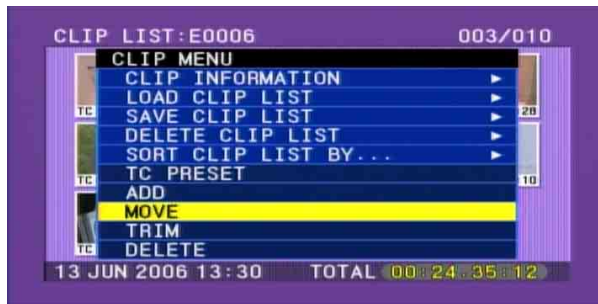 CLIP LIST:E0006 003/010
CLIP MENU
CLIP INFORMATION
LOAD CLIP LIST
TC 28
SAVE CLIP LIST
DELETE CLIP LIST
SORT CLIP LIST BY...
TC PRESET
TC 10
ADD
MOVE
TRIM
TC DELETE
13 JUN 2006 13:30 TOTAL 00:24.35:12